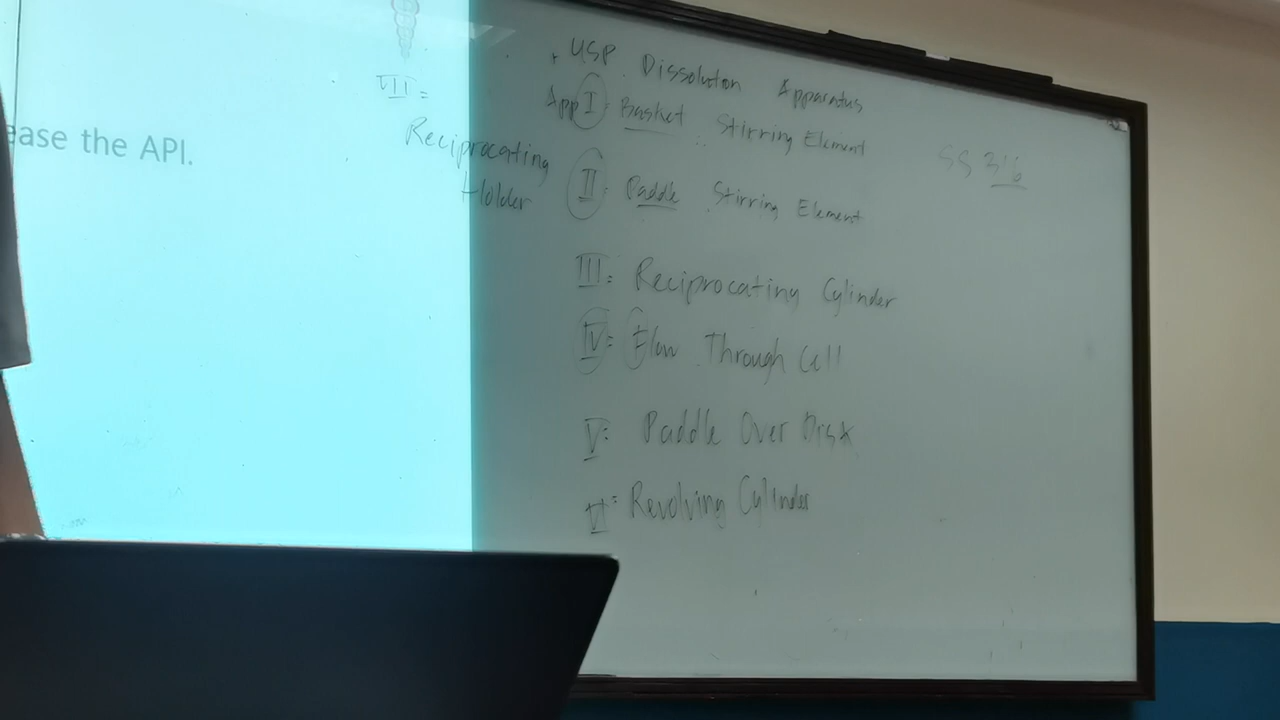 ease the API.
VII =
Reciprocating
Holder
USP Dissolution Apparatus
App I: Basket Stirring Element
SS 316
II: Paddle Stirring Element
III: Reciprocating Cylinder
IV: Flow Through Cell
V: Paddle Over Disk
VI: Revolving Cylinder